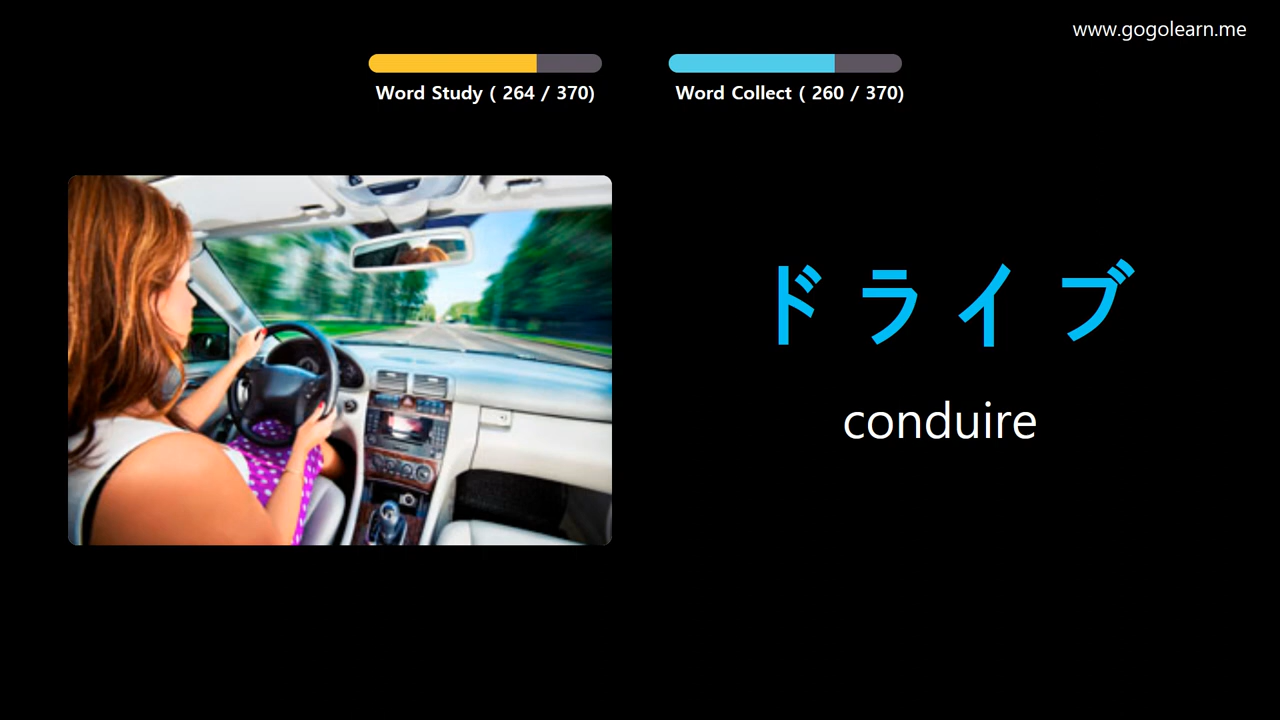 www.gogolearn.me
Word Study ( 264 / 370)
Word Collect ( 260 / 370)
ドライブ
conduire